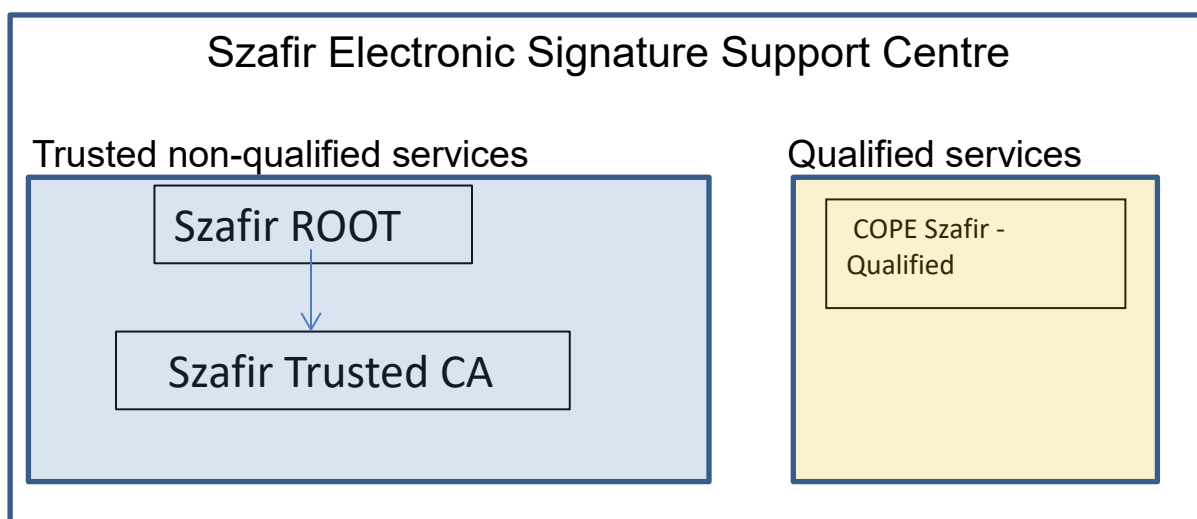 Szafir Electronic Signature Support Centre
Trusted non-qualified services
Szafir ROOT
Szafir Trusted CA
Qualified services
COPE Szafir -
Qualified